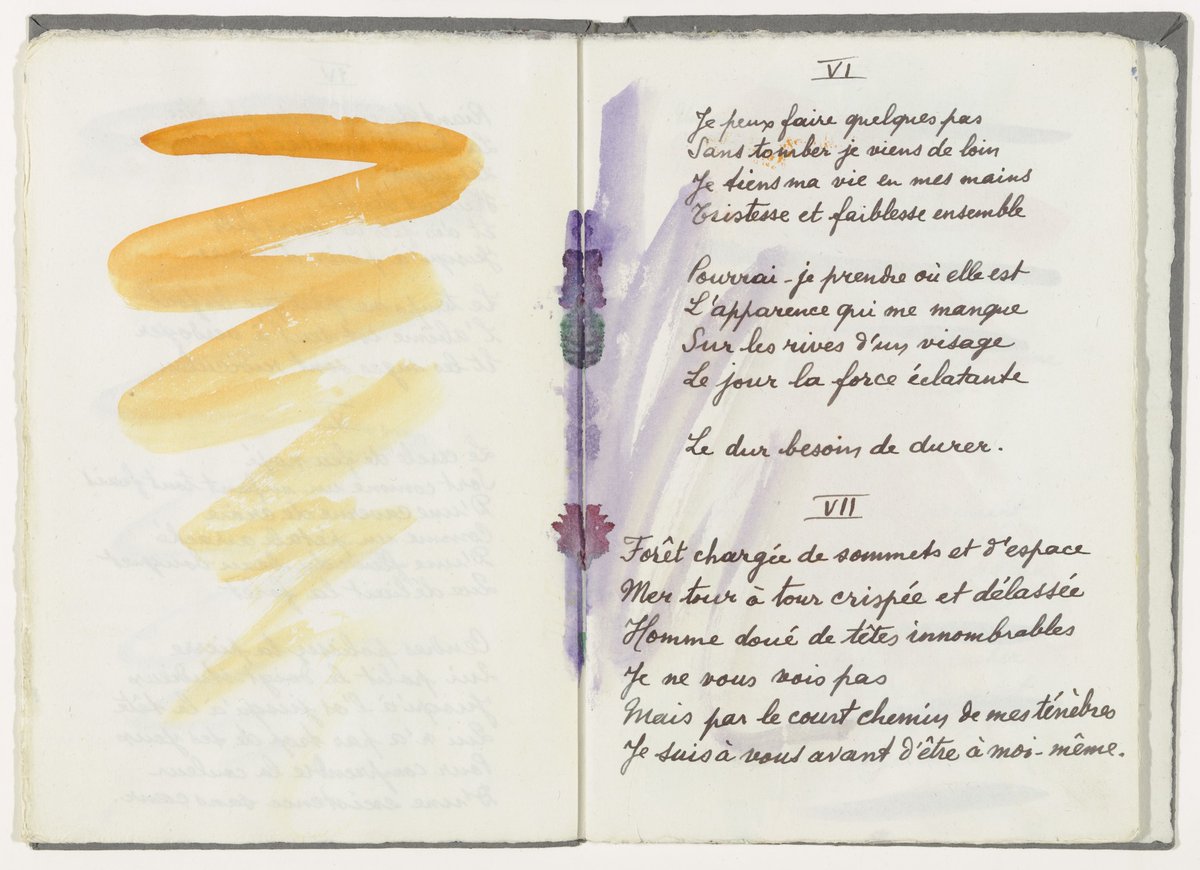 VI
Je peux faire quelques pas
Sans tomber je viens de loin
Je tiens ma vie en mes mains
Tristesse et faiblesse ensemble
Pourrai-je prendre où elle est
L'apparence qui me manque
Sur les rives d'un visage
Le jour la force éclatante
Le dur besoin de durer.
VII
Forêt chargée de sommets et d'espace
Mer tour à tour crispée et délassée
Homme doué de têtes innombrables
Je ne vous vois pas
Mais par le court chemin de mes ténèbres
Je suis à vous avant d'être à moi-même.